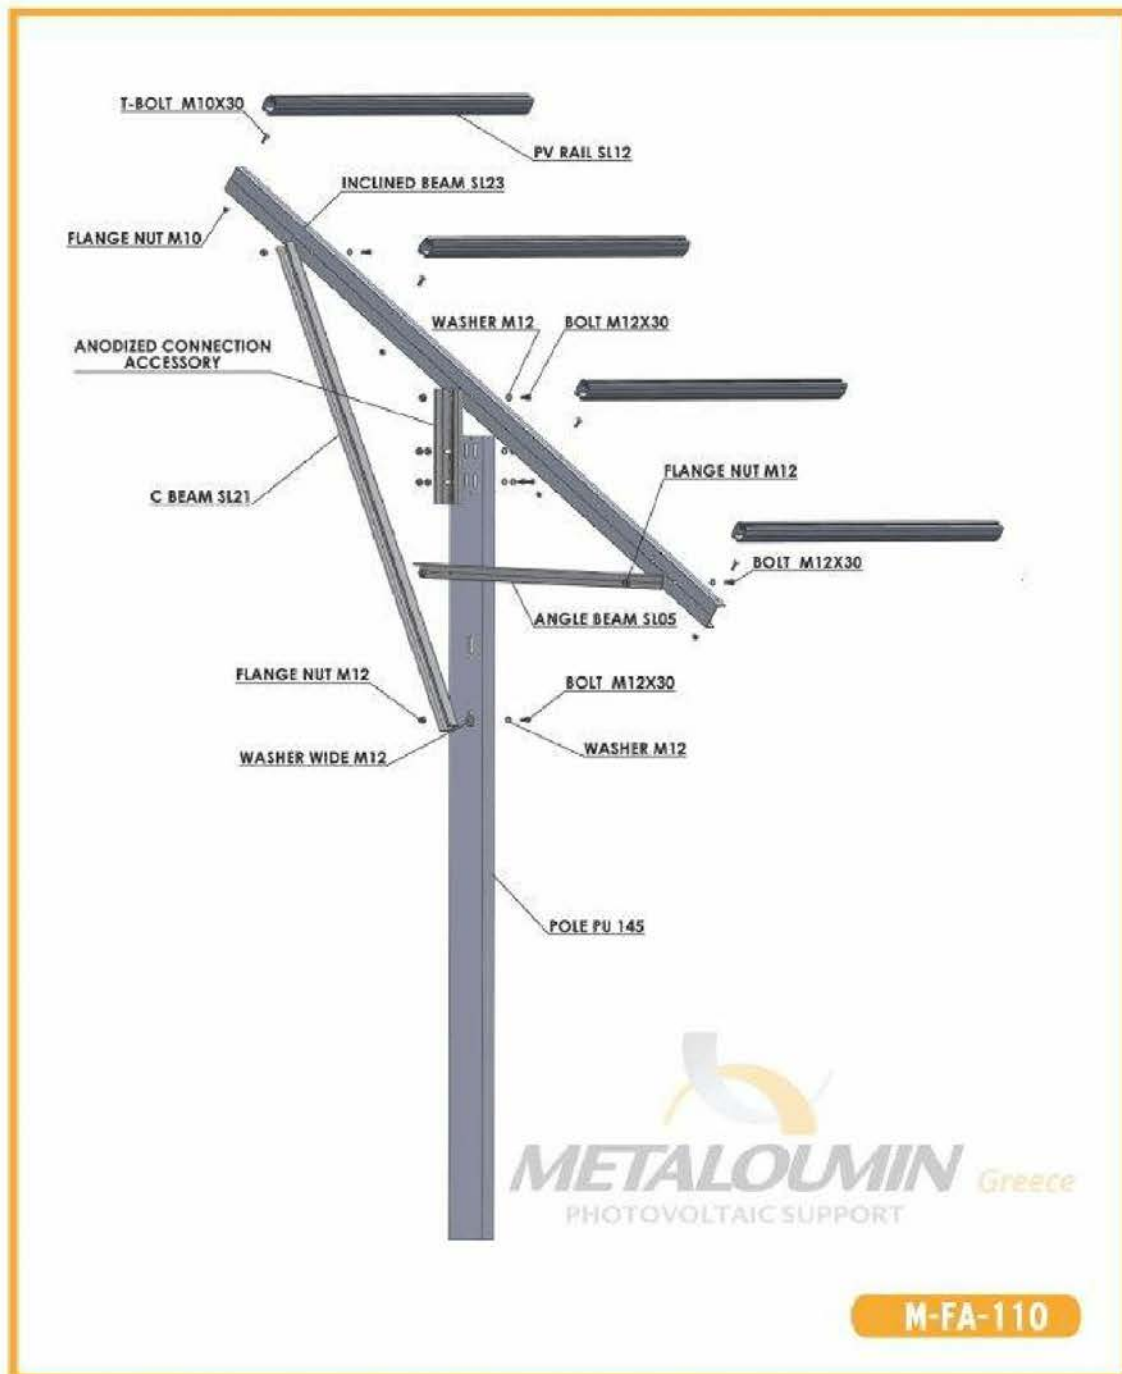 T-BOLT M10X30
PV RAIL SL12
INCLINED BEAM SL23
FLANGE NUT M10
WASHER M12
BOLT M12X30
ANODIZED CONNECTION
ACCESSORY
FLANGE NUT M12
C BEAM SL21
BOLT M12X30
ANGLE BEAM SL05
FLANGE NUT M12
BOLT M12X30
WASHER WIDE M12
WASHER M12
POLE PU 145
METALOUMIN Greece
PHOTOVOLTAIC SUPPORT
M-FA-110